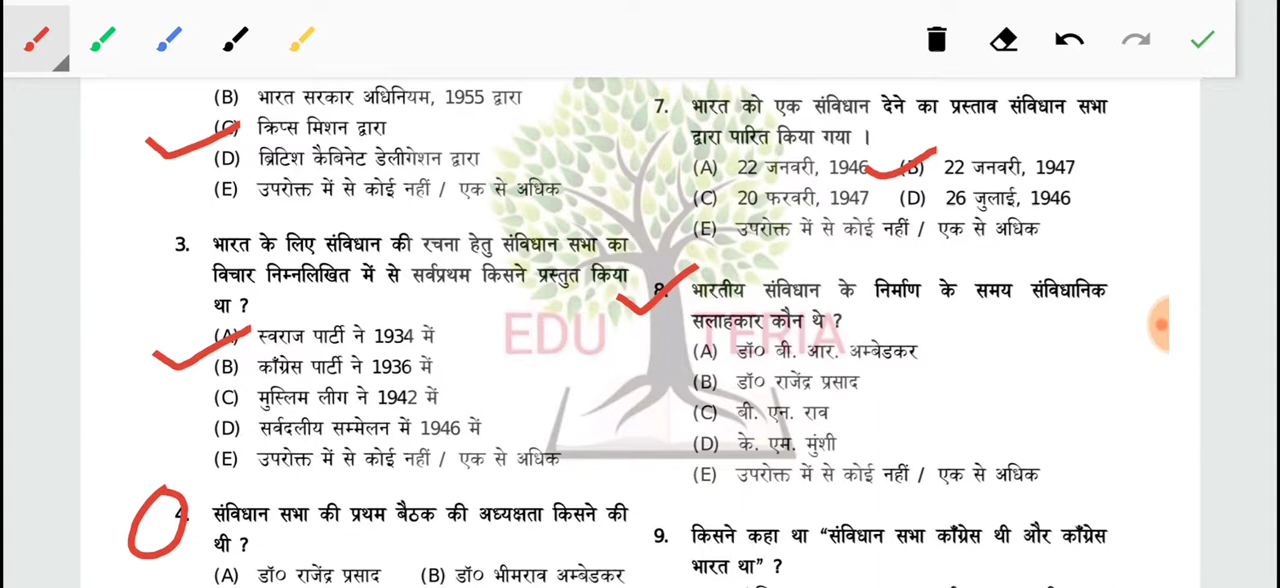 (B) भारत सरकार अधिनियम, 1955 द्वारा
(C) क्रिप्स मिशन द्वारा
(D) ब्रिटिश कैबिनेट डेलीगेशन द्वारा
(E) उपरोक्त में से कोई नहीं / एक से अधिक
3. भारत के लिए संविधान की रचना हेतु संविधान सभा का
विचार निम्नलिखित में से सर्वप्रथम किसने प्रस्तुत किया
था ?
(A) स्वराज पार्टी ने 1934 में
(B) काँग्रेस पार्टी ने 1936 में
(C) मुस्लिम लीग ने 1942 में
(D) सर्वदलीय सम्मेलन में 1946 में
(E) उपरोक्त में से कोई नहीं / एक से अधिक
4. संविधान सभा की प्रथम बैठक की अध्यक्षता किसने की
थी ?
(A) डॉ० राजेंद्र प्रसाद (B) डॉ० भीमराव अम्बेडकर
7. भारत को एक संविधान देने का प्रस्ताव संविधान सभा
द्वारा पारित किया गया ।
(A) 22 जनवरी, 1946 (B) 22 जनवरी, 1947
(C) 20 फरवरी, 1947 (D) 26 जुलाई, 1946
(E) उपरोक्त में से कोई नहीं / एक से अधिक
8. भारतीय संविधान के निर्माण के समय संविधानिक
सलाहकार कौन थे ?
(A) डॉ० बी. आर. अम्बेडकर
(B) डॉ० राजेंद्र प्रसाद
(C) बी. एन. राव
(D) के. एम. मुंशी
(E) उपरोक्त में से कोई नहीं / एक से अधिक
9. किसने कहा था “संविधान सभा काँग्रेस थी और काँग्रेस
भारत था” ?
EDU TERIA